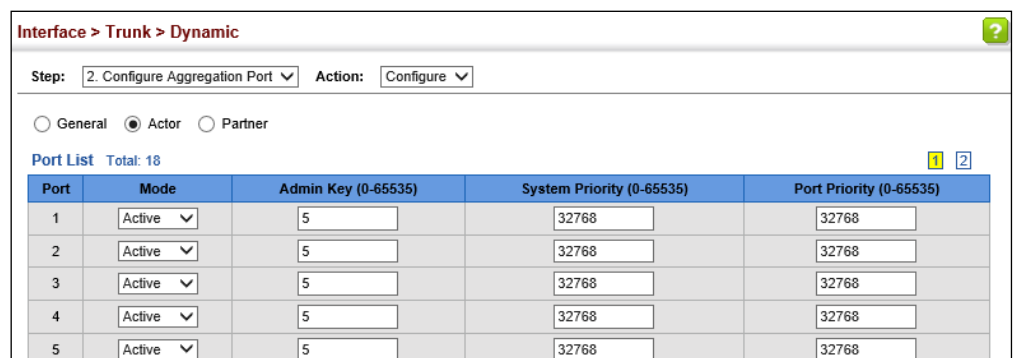 Interface > Trunk > Dynamic ?
Step: 2. Configure Aggregation Port Action: Configure
General Actor Partner
Port List Total: 18 1 2
Port Mode Admin Key (0-65535) System Priority (0-65535) Port Priority (0-65535)
1 Active 5 32768 32768
2 Active 5 32768 32768
3 Active 5 32768 32768
4 Active 5 32768 32768
5 Active 5 32768 32768